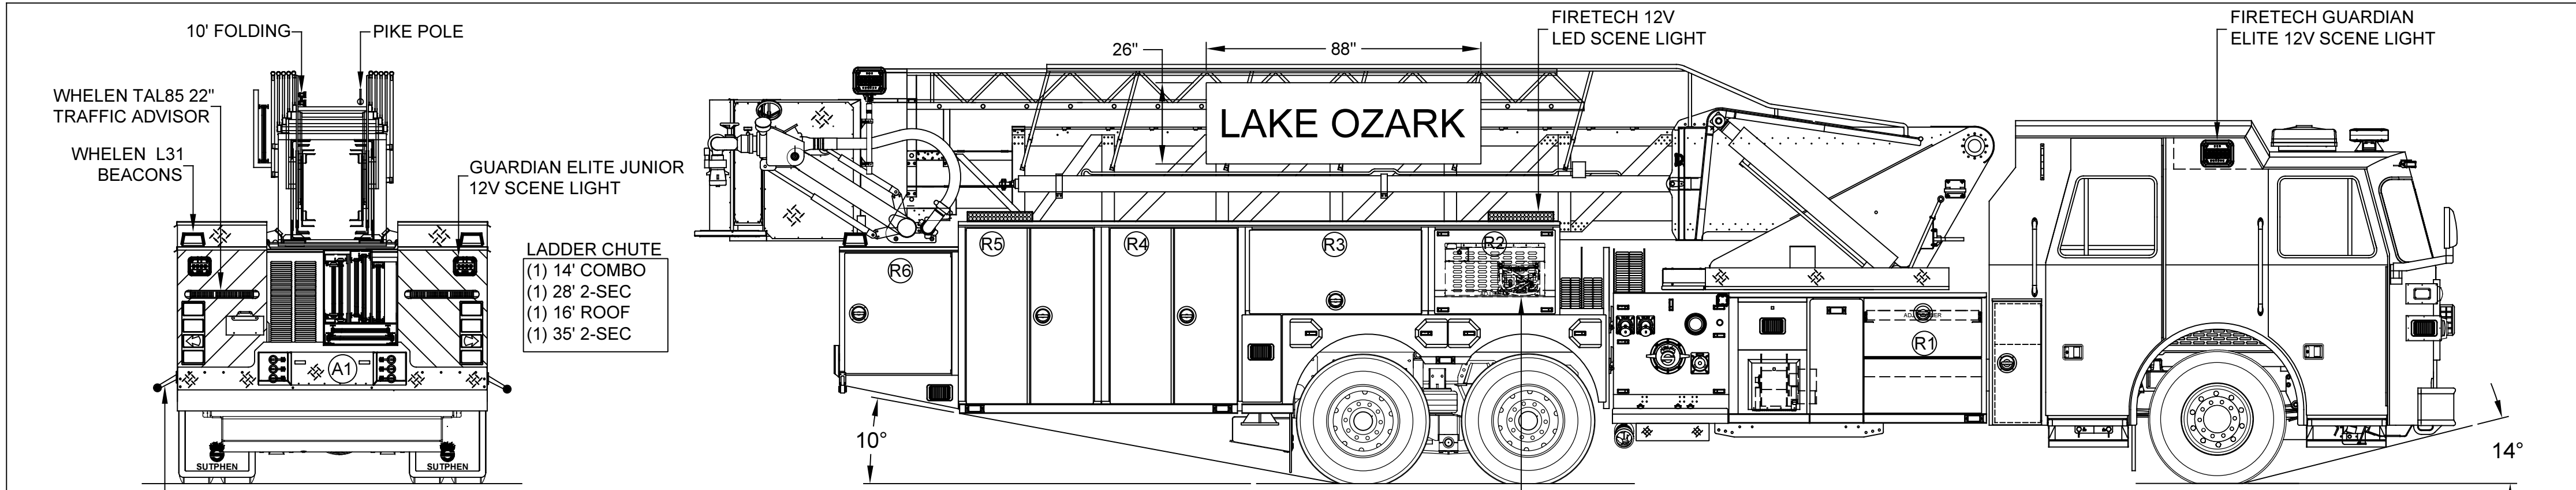 10' FOLDING
PIKE POLE
WHELEN TAL85 22"
TRAFFIC ADVISOR
WHELEN L31
BEACONS
GUARDIAN ELITE JUNIOR
12V SCENE LIGHT
LADDER CHUTE
(1) 14' COMBO
(1) 28' 2-SEC
(1) 16' ROOF
(1) 35' 2-SEC
A1
SUTPHEN
SUTPHEN
26"
88"
FIRETECH 12V
LED SCENE LIGHT
FIRETECH GUARDIAN
ELITE 12V SCENE LIGHT
LAKE OZARK
R6
R5
R4
R3
R2
R1
10°
14°